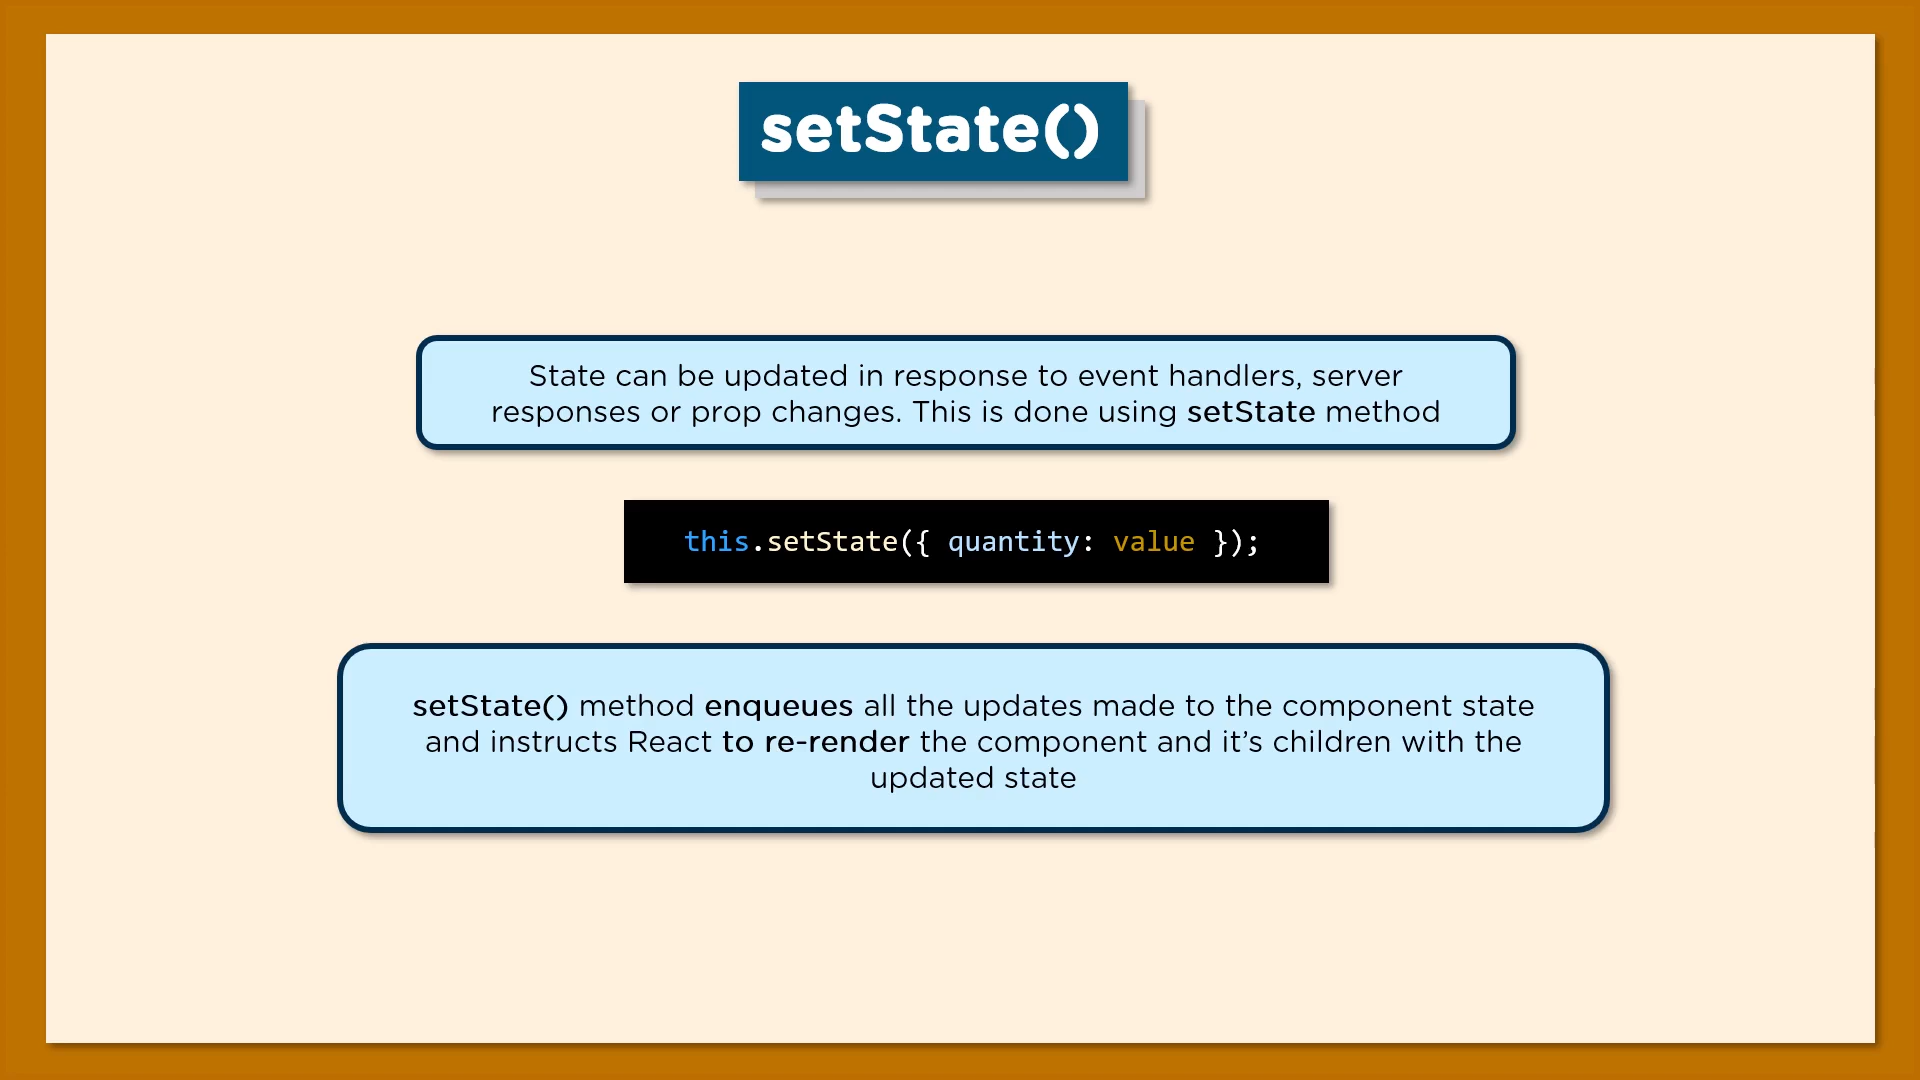 setState()
State can be updated in response to event handlers, server
responses or prop changes. This is done using setState method
this.setState({ quantity: value });
setState() method enqueues all the updates made to the component state
and instructs React to re-render the component and it’s children with the
updated state